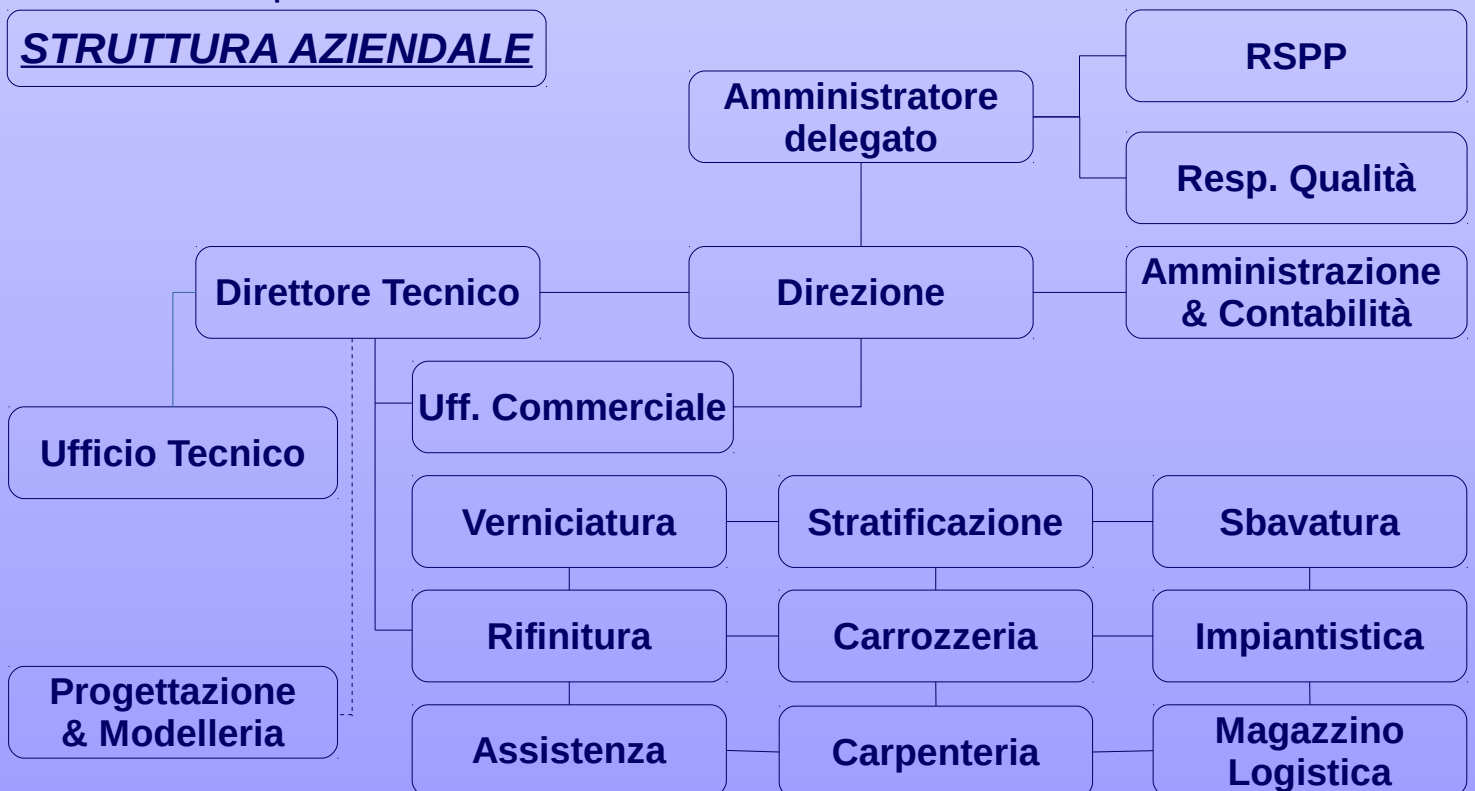 STRUTTURA AZIENDALE
RSPP
Amministratore
delegato
Resp. Qualità
Direttore Tecnico
Direzione
Amministrazione
& Contabilità
Uff. Commerciale
Ufficio Tecnico
Verniciatura
Stratificazione
Sbavatura
Rifinitura
Carrozzeria
Impiantistica
Progettazione
& Modelleria
Assistenza
Carpenteria
Magazzino
Logistica